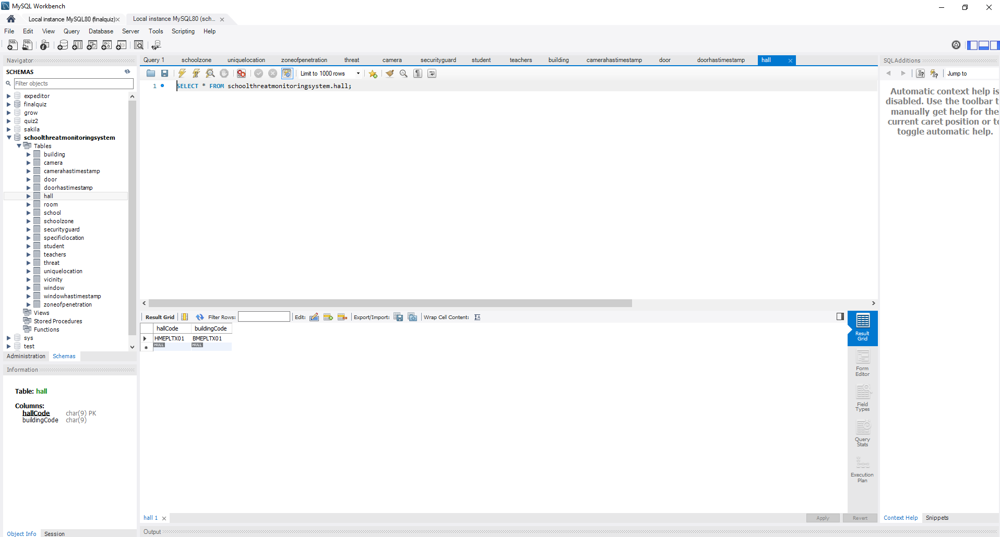 MySQL Workbench
Local instance MySQL80 (finalquiz)
Local instance MySQL80 (sch...
File Edit View Query Database Server Tools Scripting Help
Navigator
SCHEMAS
Filter objects
expeditor
finalquiz
grow
quiz2
sakila
schoolthreatmonitoringsystem
Tables
building
camera
camerahastimestamp
door
doorhastimestamp
hall
room
school
schoolzone
securityguard
specificlocation
student
teachers
threat
uniquelocation
vicinity
window
windowhastimestamp
zoneofpenetration
Views
Stored Procedures
Functions
sys
test
Administration Schemas
Information
Table: hall
Columns:
hallCode char(9) PK
buildingCode char(9)
Object Info Session
Query 1 schoolzone uniquelocation zoneofpenetration threat camera securityguard student teachers building camerahastimestamp door doorhastimestamp hall
Limit to 1000 rows
1 SELECT * FROM schoolthreatmonitoringsystem.hall;
Result Grid Filter Rows: Edit: Export/Import: Wrap Cell Content:
hallCode buildingCode
HMEPLTX01 BMEPLTX01
NULL NULL
Result
Grid
Form
Editor
Field
Types
Query
Stats
Execution
Plan
hall 1
Apply Revert
Output
SQLAdditions
Jump to
Automatic context help is
disabled. Use the toolbar t
manually get help for the
current caret position or to
toggle automatic help.
Context Help Snippets